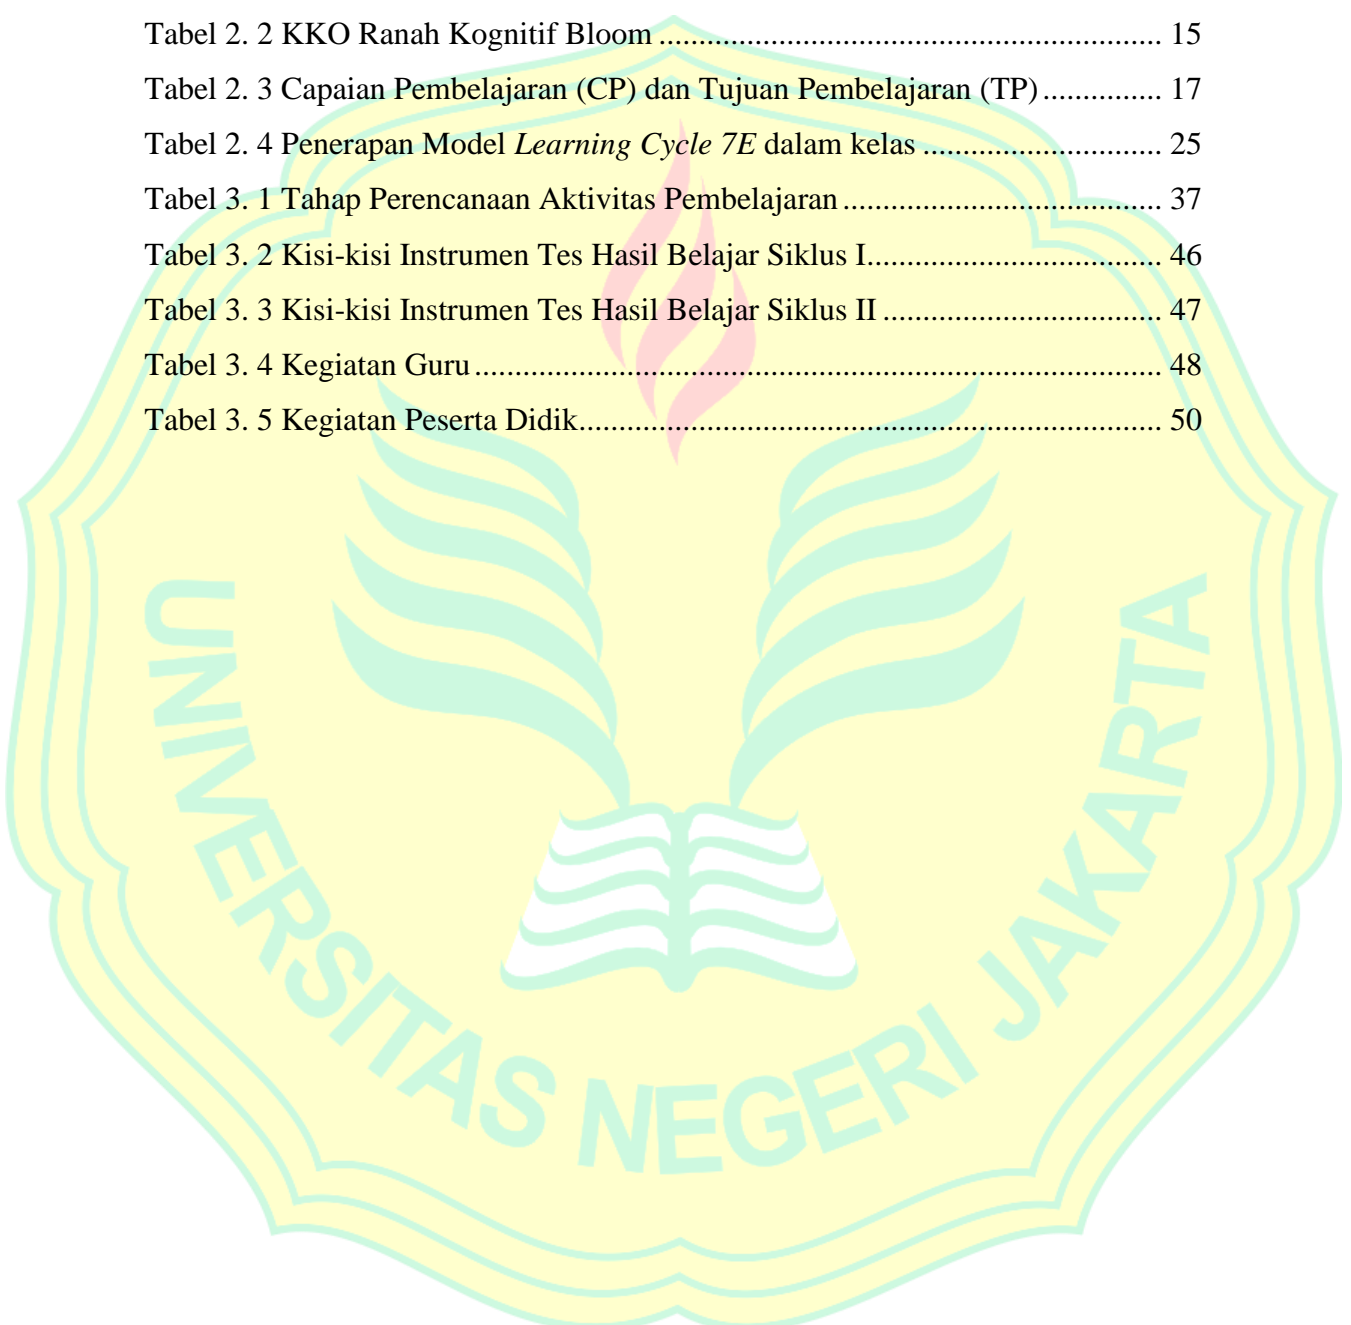 Tabel 2. 2 KKO Ranah Kognitif Bloom ............................................................... 15
Tabel 2. 3 Capaian Pembelajaran (CP) dan Tujuan Pembelajaran (TP) ............... 17
Tabel 2. 4 Penerapan Model Learning Cycle 7E dalam kelas .............................. 25
Tabel 3. 1 Tahap Perencanaan Aktivitas Pembelajaran ........................................ 37
Tabel 3. 2 Kisi-kisi Instrumen Tes Hasil Belajar Siklus I..................................... 46
Tabel 3. 3 Kisi-kisi Instrumen Tes Hasil Belajar Siklus II ................................... 47
Tabel 3. 4 Kegiatan Guru ...................................................................................... 48
Tabel 3. 5 Kegiatan Peserta Didik......................................................................... 50
UNIVERSITAS NEGERI JAKARTA